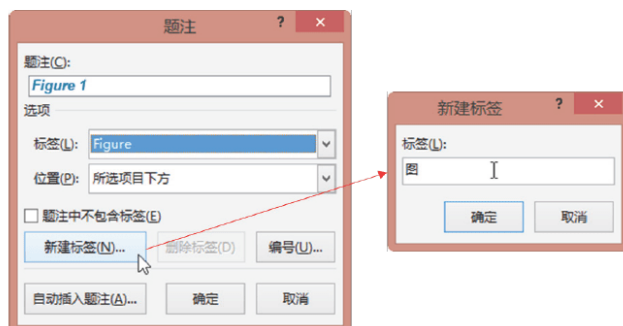 题注
?
×
题注(C):
Figure 1
选项
标签(L):
Figure
位置(P):
所选项目下方
题注中不包含标签(E)
新建标签(N)...
删除标签(D)
编号(U)...
自动插入题注(A)...
确定
取消
新建标签
?
×
标签(L):
图
确定
取消